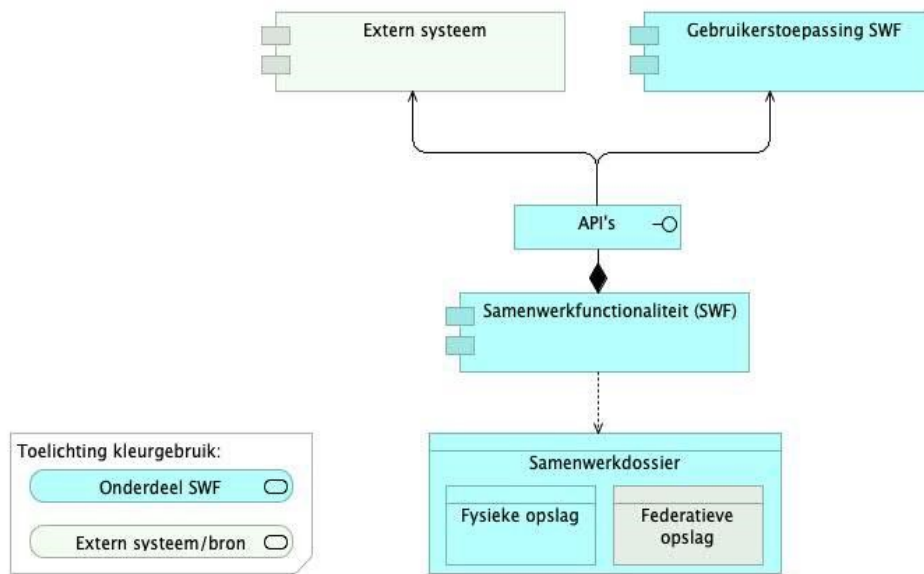 Extern systeem
Gebruikerstoepassing SWF
API's
Samenwerkfunctionaliteit (SWF)
Samenwerkdossier
Fysieke opslag
Federatieve
opslag
Toelichting kleurgebruik:
Onderdeel SWF
Extern systeem/bron